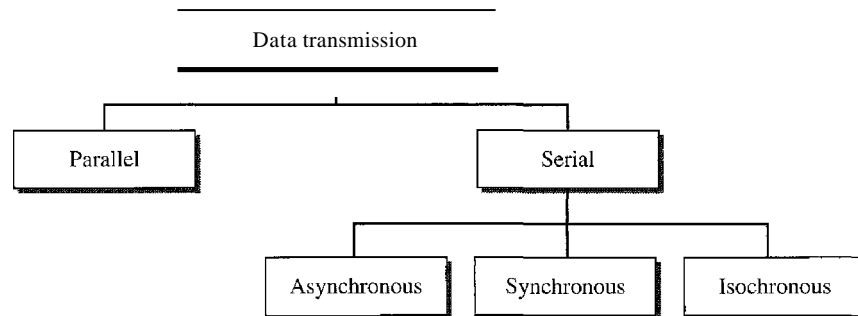 Data transmission
Parallel
Serial
Asynchronous
Synchronous
Isochronous